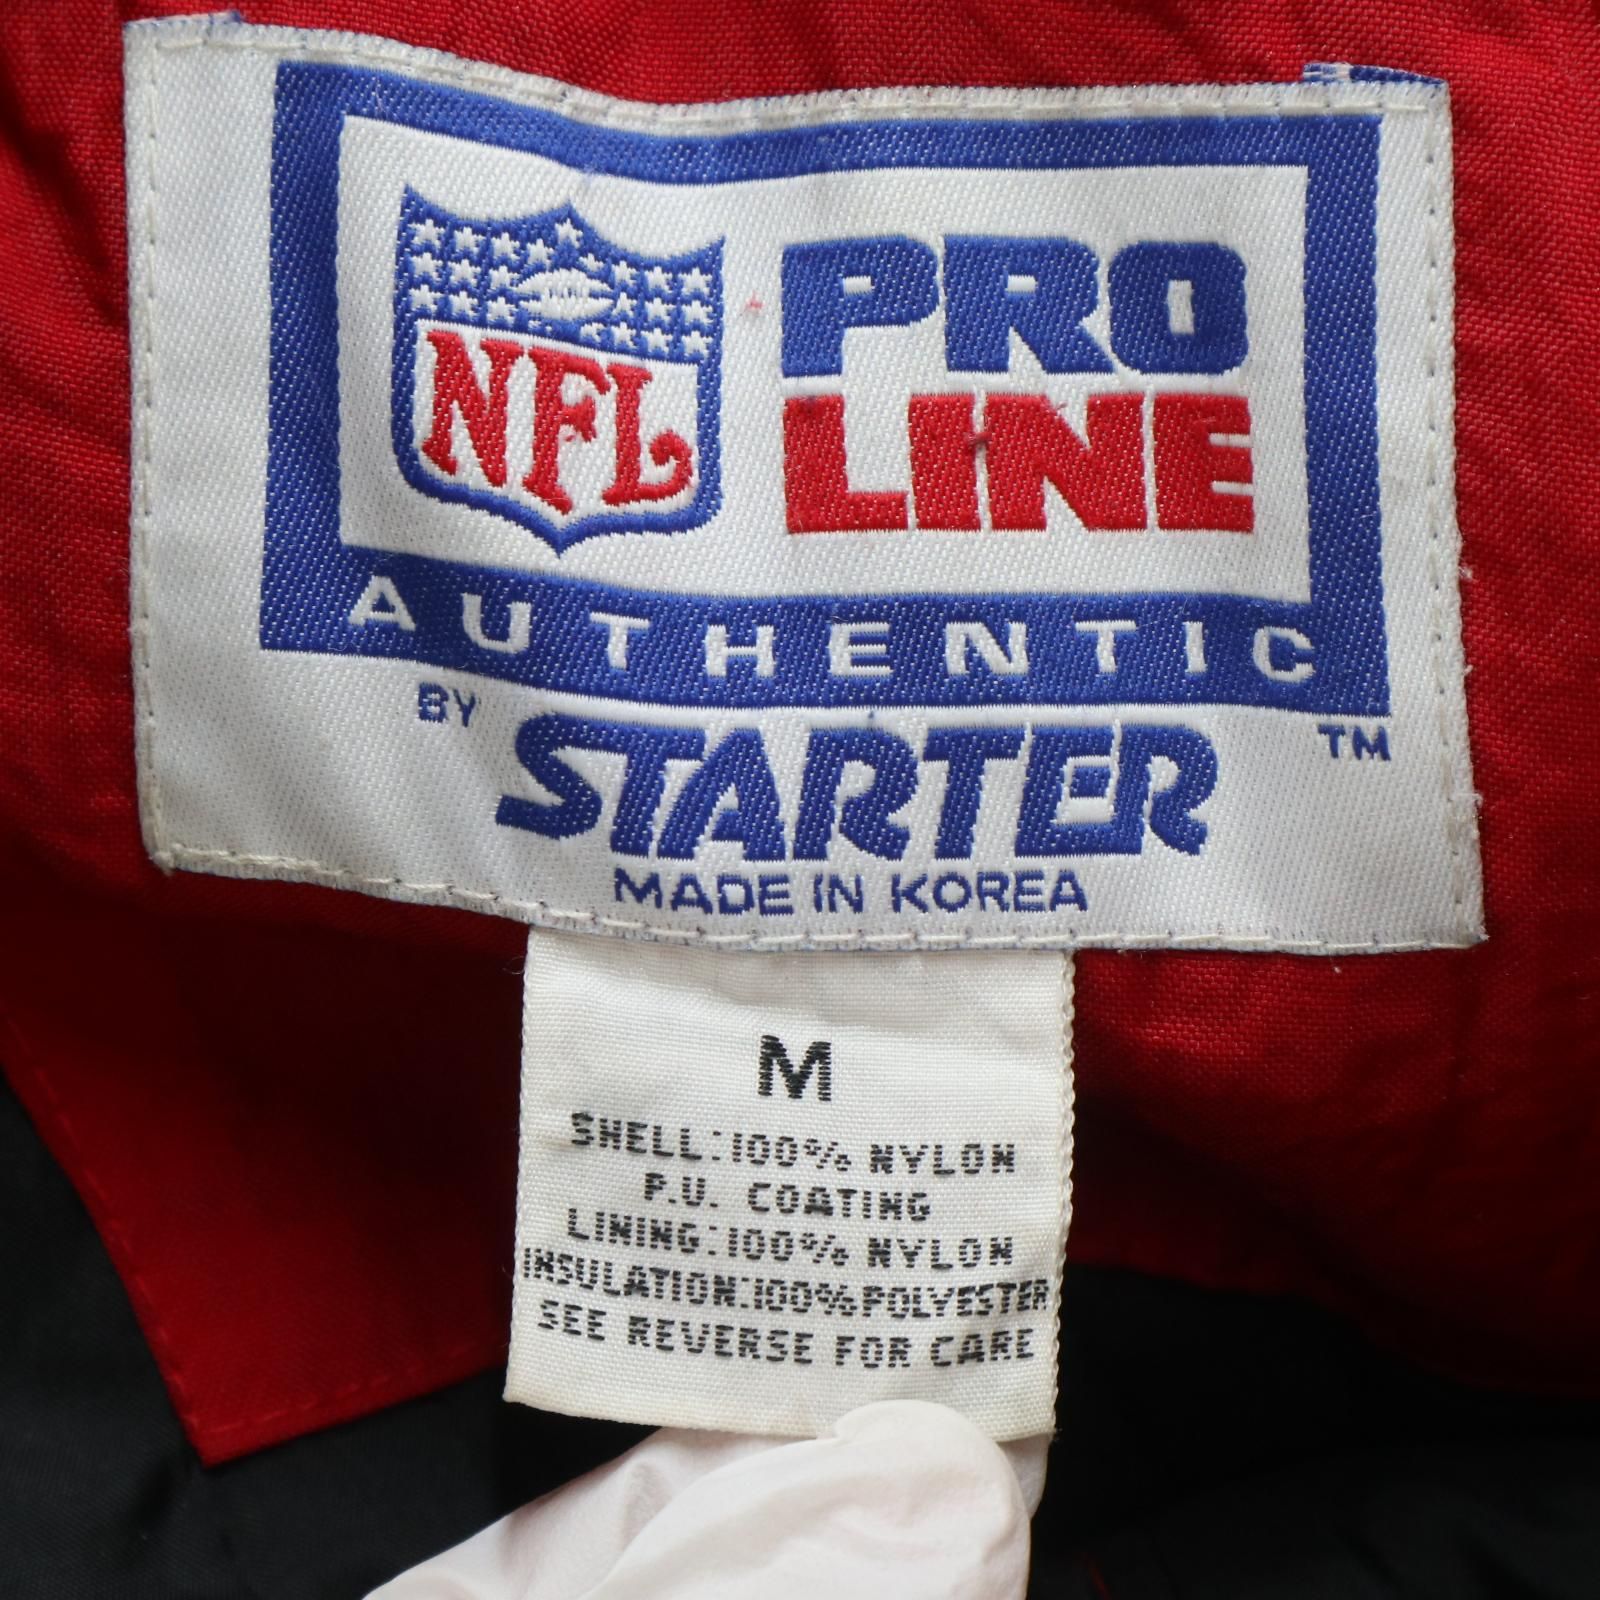 NFL
PRO
LINE
AUTHENTIC
BY STARTER TM
MADE IN KOREA
M
SHELL:100% NYLON
P.U. COATING
LINING:100% NYLON
INSULATION:100%POLYESTER
SEE REVERSE FOR CARE